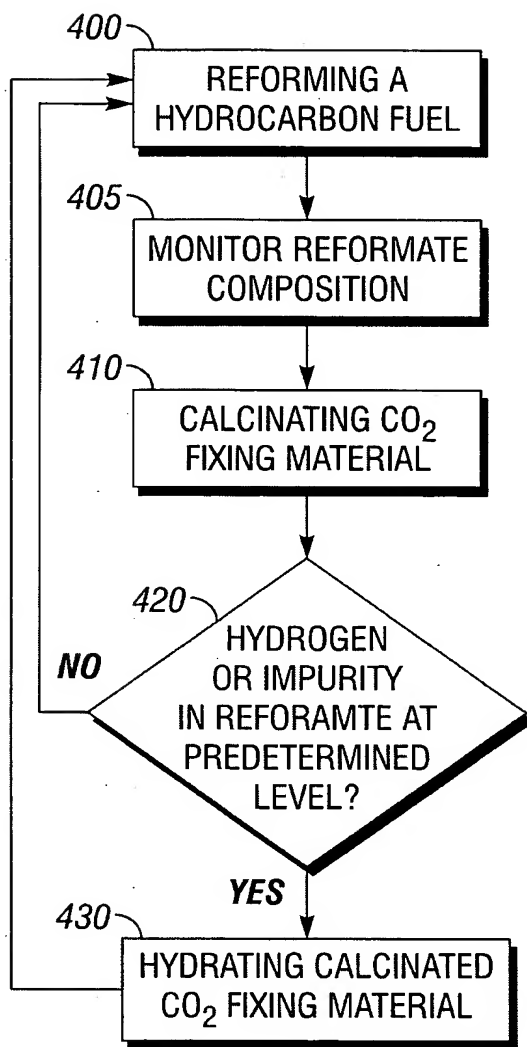 400
REFORMING A
HYDROCARBON FUEL
405
MONITOR REFORMATE
COMPOSITION
410
CALCINATING CO₂
FIXING MATERIAL
420
HYDROGEN
OR IMPURITY
IN REFORAMTE AT
PREDETERMINED
LEVEL?
NO
YES
430
HYDRATING CALCINATED
CO₂ FIXING MATERIAL